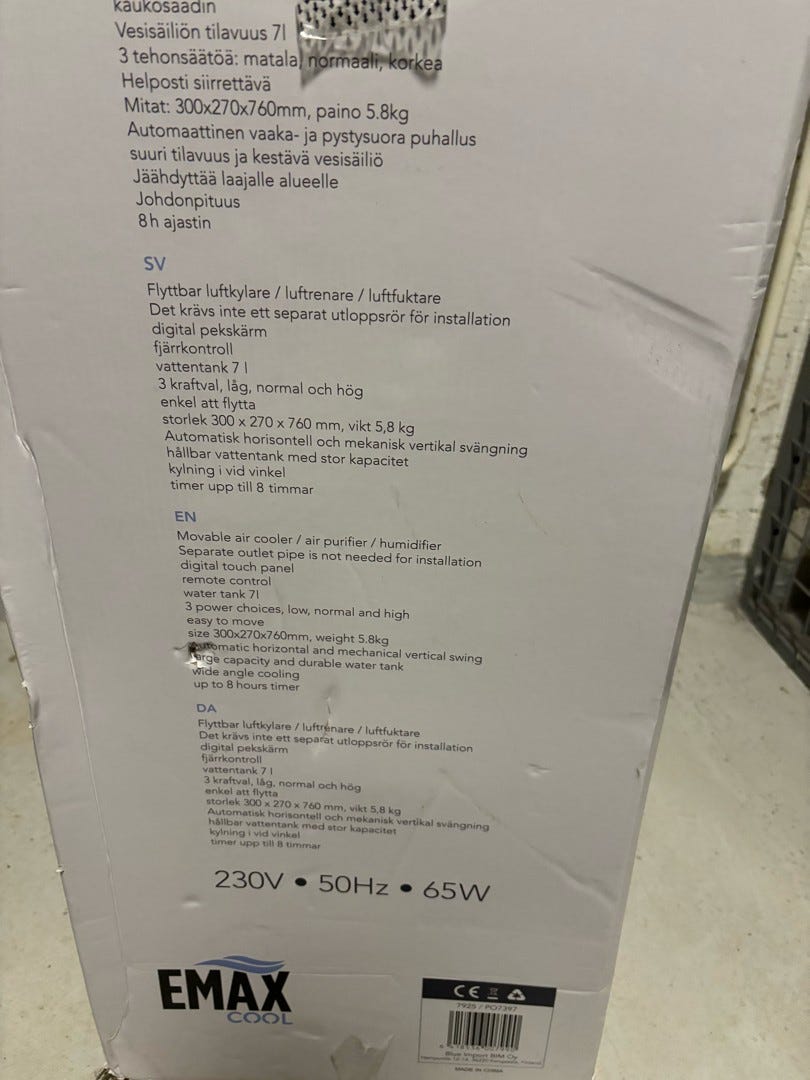 kaukosäädin
Vesisäiliön tilavuus 7l
3 tehonsäätöä: matala, normaali, korkea
Helposti siirrettävä
Mitat: 300x270x760mm, paino 5.8kg
Automaattinen vaaka- ja pystysuora puhallus
suuri tilavuus ja kestävä vesisäiliö
Jäähdyttää laajalle alueelle
Johdonpituus
8h ajastin
SV
Flyttbar luftkylare / luftrenare / luftfuktare
Det krävs inte ett separat utloppsrör för installation
digital pekskärm
fjärrkontroll
vattentank 7 l
3 kraftval, låg, normal och hög
enkel att flytta
storlek 300 x 270 x 760 mm, vikt 5,8 kg
Automatisk horisontell och mekanisk vertikal svängning
hållbar vattentank med stor kapacitet
kylning i vid vinkel
timer upp till 8 timmar
EN
Movable air cooler / air purifier / humidifier
Separate outlet pipe is not needed for installation
digital touch panel
remote control
water tank 7l
3 power choices, low, normal and high
easy to move
size 300x270x760mm, weight 5.8kg
Automatic horizontal and mechanical vertical swing
large capacity and durable water tank
wide angle cooling
up to 8 hours timer
DA
Flyttbar luftkylare / luftrenare / luftfuktare
Det krävs inte ett separat utloppsrör för installation
digital pekskärm
fjärrkontroll
vattentank 7 l
3 kraftval, låg, normal och hög
enkel att flytta
storlek 300 x 270 x 760 mm, vikt 5,8 kg
Automatisk horisontell och mekanisk vertikal svängning
hållbar vattentank med stor kapacitet
kylning i vid vinkel
timer upp till 8 timmar
230V • 50Hz • 65W
EMAX
COOL
CE
7925 / PO7397
Blue Import BIM Oy
MADE IN CHINA